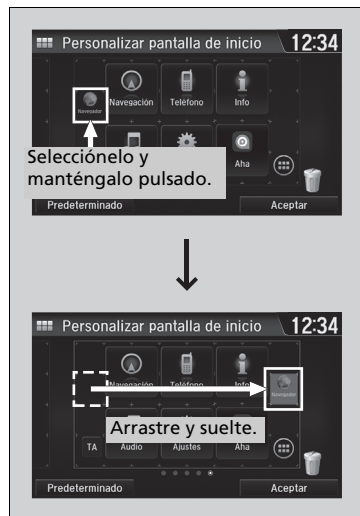 Personalizar pantalla de inicio 12:34
Navegador Navegación Teléfono Info
Selecciónelo y
manténgalo pulsado.
Aha
Predeterminado Aceptar
Personalizar pantalla de inicio 12:34
Navegación Teléfono Info Navegador
Arrastre y suelte.
TA Audio Ajustes Aha
Predeterminado Aceptar